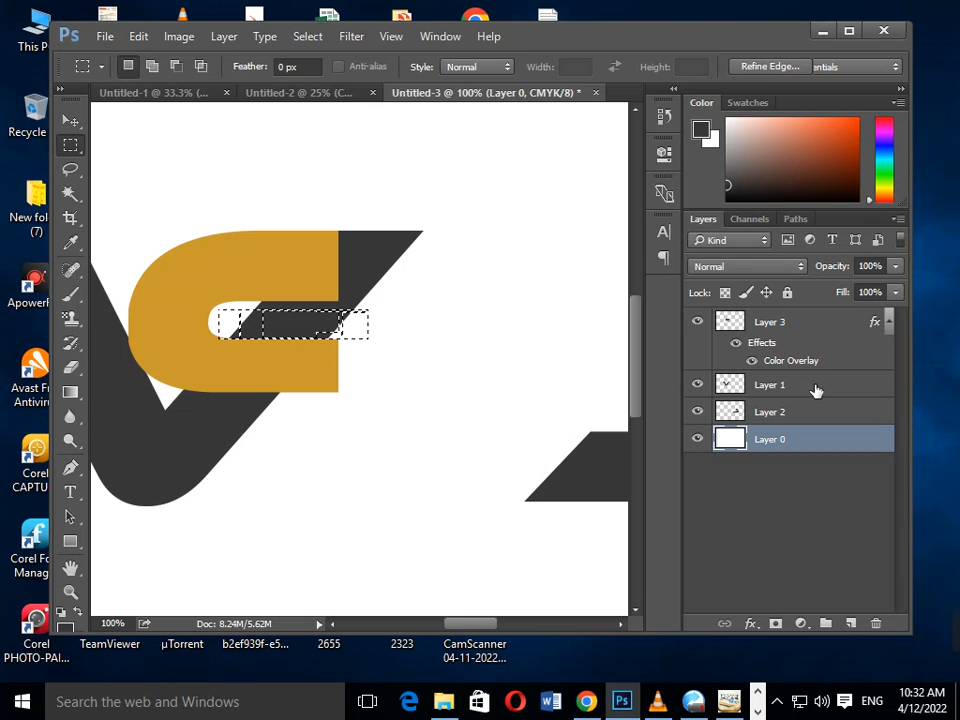 This P
Ps File Edit Image Layer Type Select Filter View Window Help
Feather: 0 px Anti-alias Style: Normal Width: Height: Refine Edge... entials
Untitled-1 @ 33.3% (... × Untitled-2 @ 25% (C... × Untitled-3 @ 100% (Layer 0, CMYK/8) * ×
Color Swatches
Recycle
Layers Channels Paths
New fol
(7)
Kind
Normal Opacity: 100%
Lock: Fill: 100%
Apower
Layer 3 fx
Effects
Color Overlay
Layer 1
Layer 2
Layer 0
Avast Fr
Antivir
Corel
CAPTU
Corel Fo
Manag
Corel
PHOTO-PAI...
100% Doc: 8.24M/5.62M
TeamViewer µTorrent b2ef939f-e5... 2655 2323 CamScanner
04-11-2022...
Search the web and Windows
ENG
10:32 AM
4/12/2022